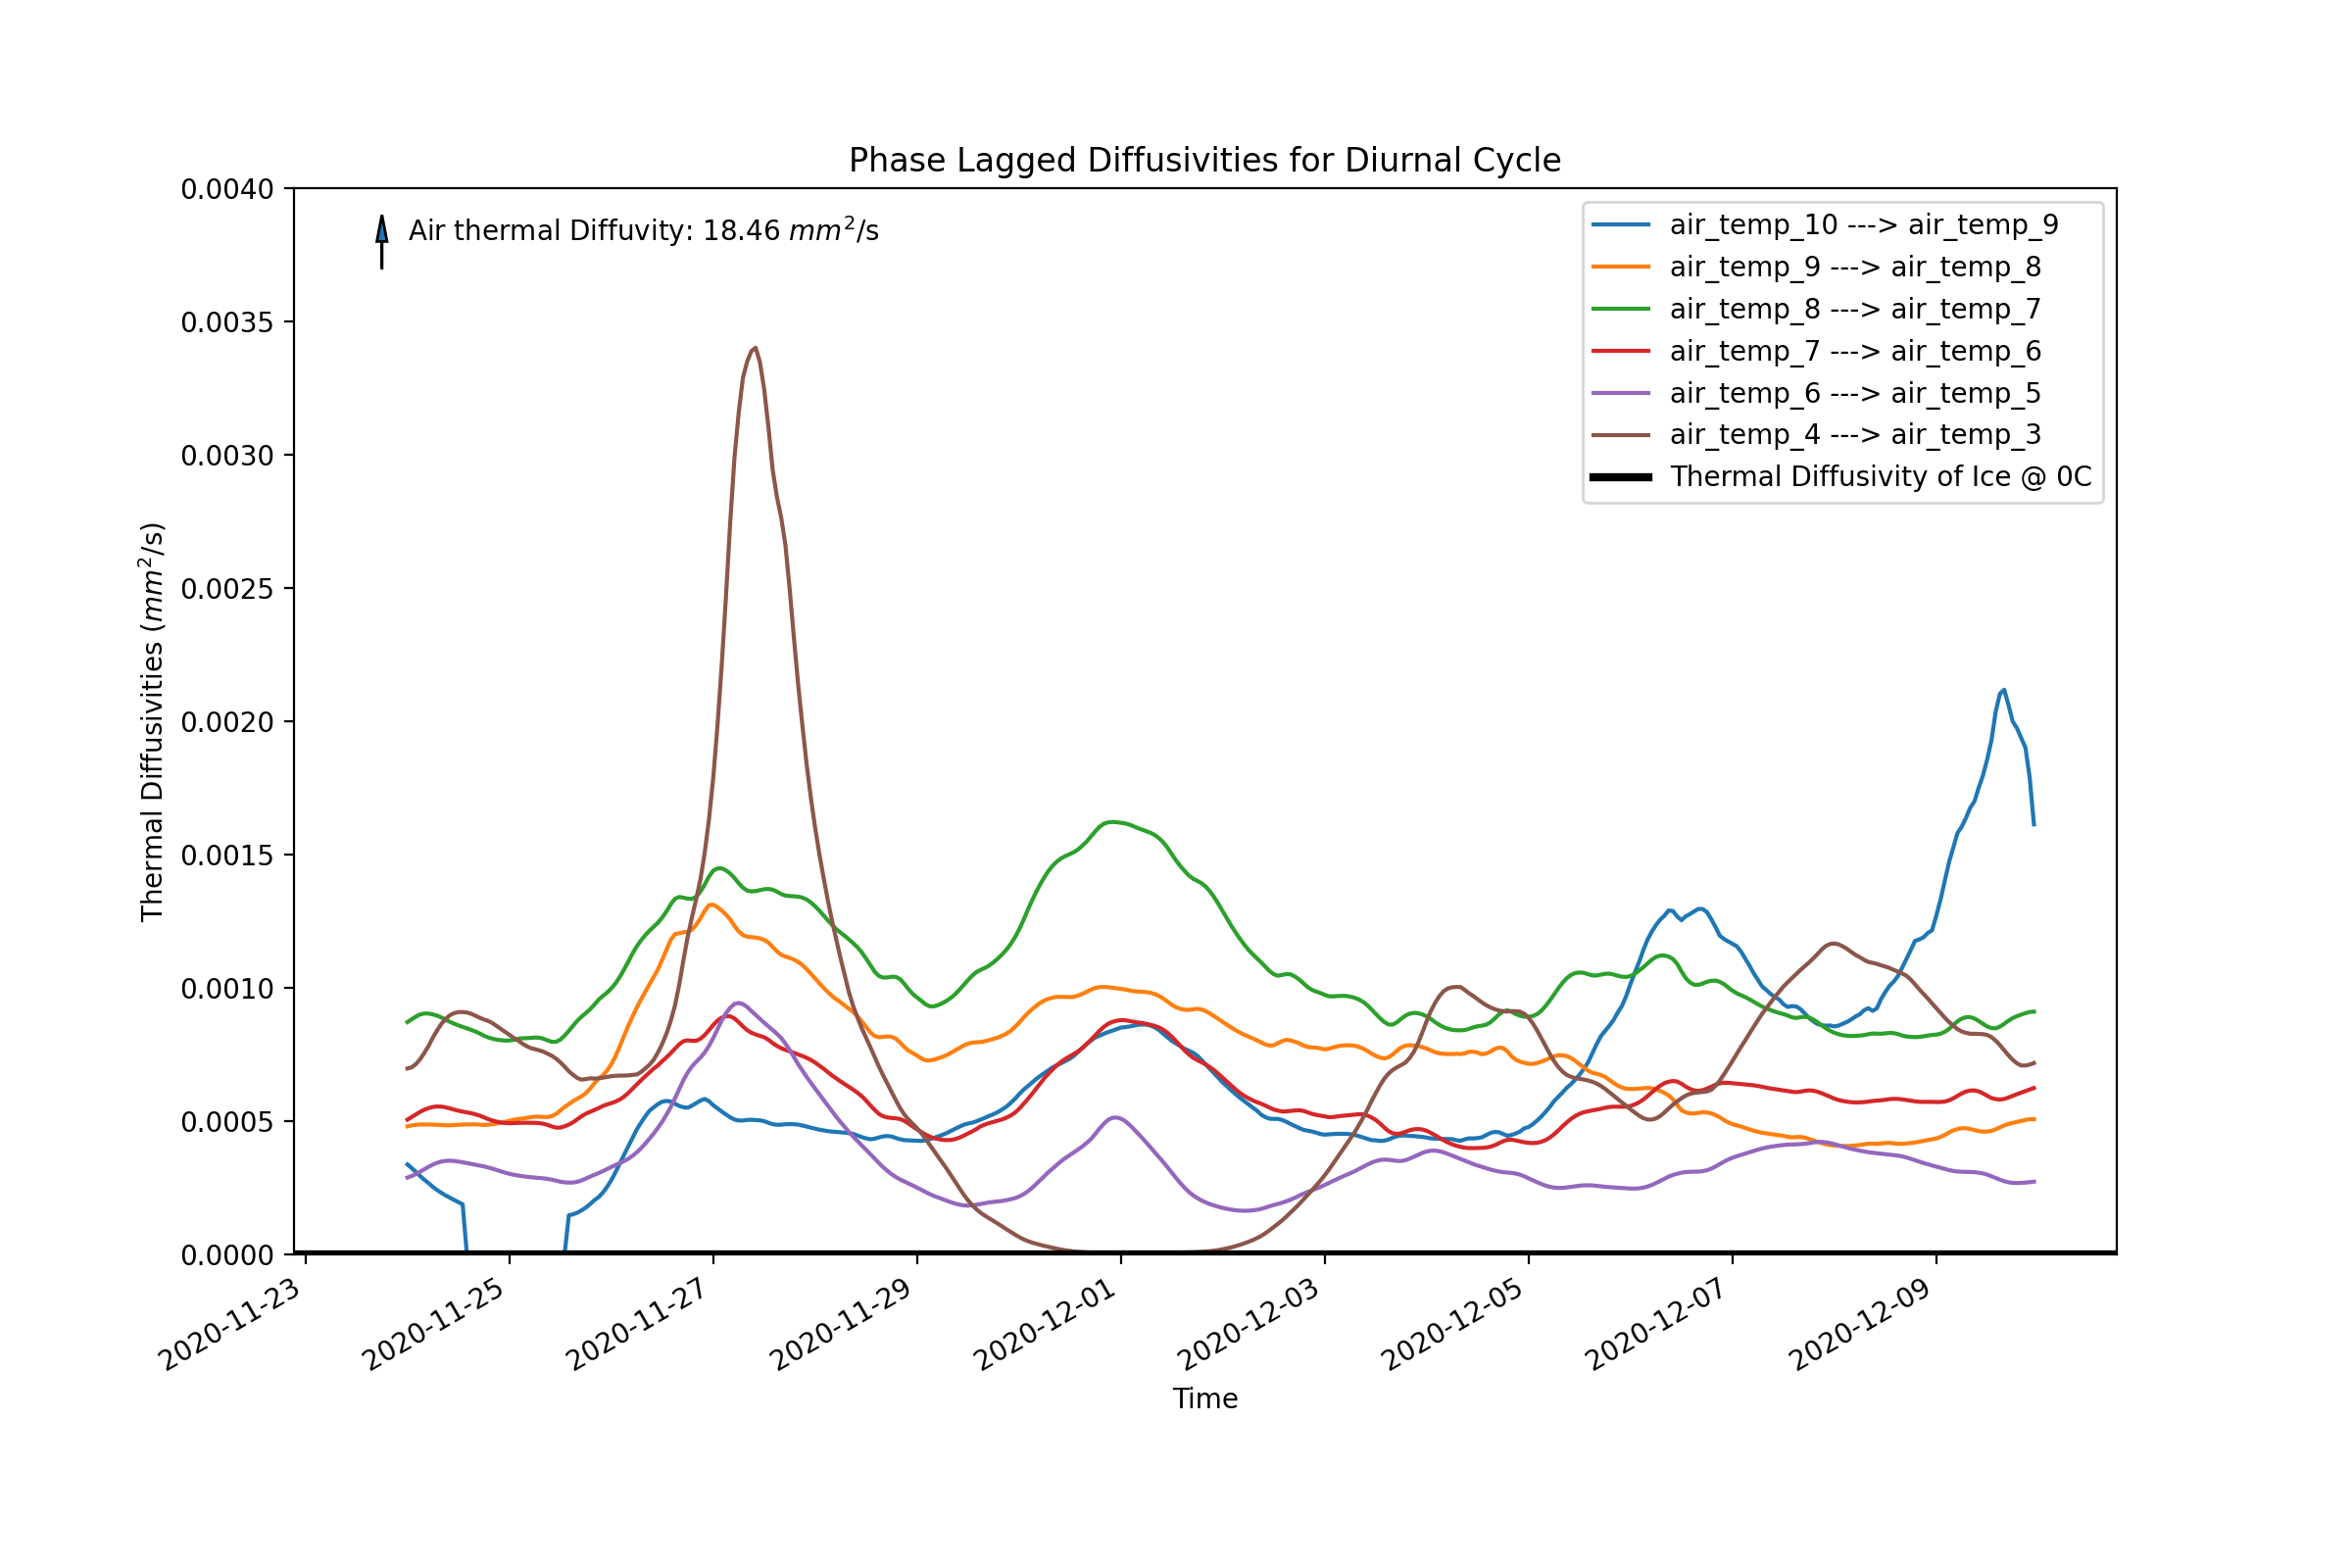 Phase Lagged Diffusivities for Diurnal Cycle
Air thermal Diffuvity: 18.46 mm²/s
air_temp_10 ---> air_temp_9
air_temp_9 ---> air_temp_8
air_temp_8 ---> air_temp_7
air_temp_7 ---> air_temp_6
air_temp_6 ---> air_temp_5
air_temp_4 ---> air_temp_3
Thermal Diffusivity of Ice @ 0C
Thermal Diffusivities (mm²/s)
0.0040
0.0035
0.0030
0.0025
0.0020
0.0015
0.0010
0.0005
0.0000
2020-11-23
2020-11-25
2020-11-27
2020-11-29
2020-12-01
2020-12-03
2020-12-05
2020-12-07
2020-12-09
Time